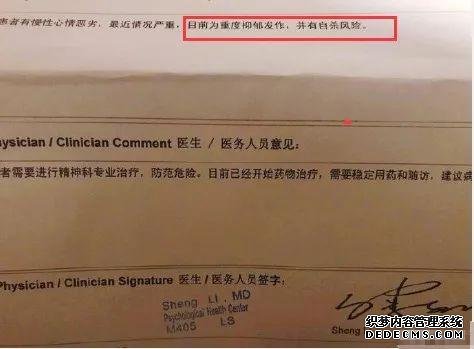 患者有慢性心情恶劣，最近情况严重，目前为重度抑郁发作，并有自杀风险。
ysician / Clinician Comment 医生 / 医务人员意见：
者需要进行精神科专业治疗，防范危险。目前已经开始药物治疗，需要稳定用药和随访，建议病
Physician / Clinician Signature 医生 / 医务人员签字：
Sheng LI, MD
Psychological Health Center
M405 LS
Sheng
织梦内容管理系统
DEDECMS.COM